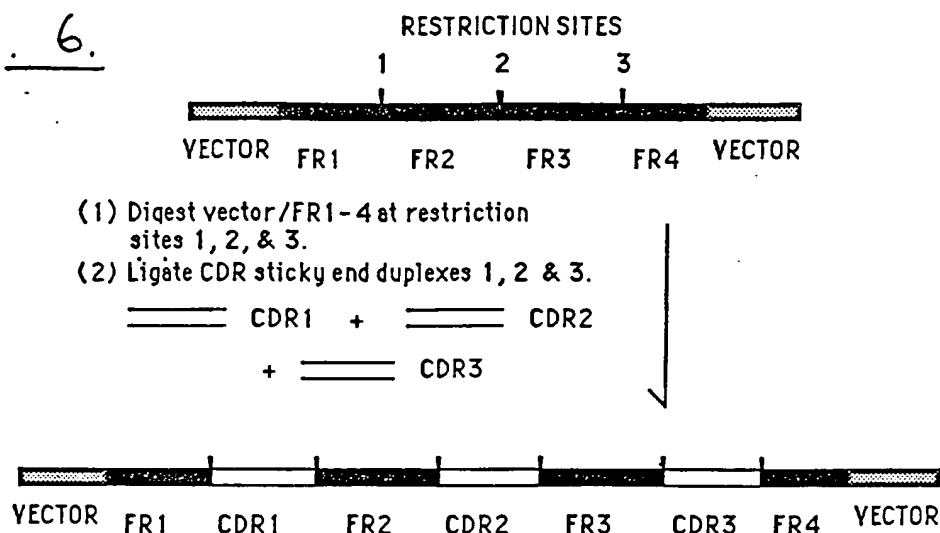 . 6.
RESTRICTION SITES
1 2 3
VECTOR FR1 FR2 FR3 FR4 VECTOR
(1) Digest vector/FR1-4 at restriction
sites 1, 2, & 3.
(2) Ligate CDR sticky end duplexes 1, 2 & 3.
CDR1 + CDR2
+ CDR3
VECTOR FR1 CDR1 FR2 CDR2 FR3 CDR3 FR4 VECTOR